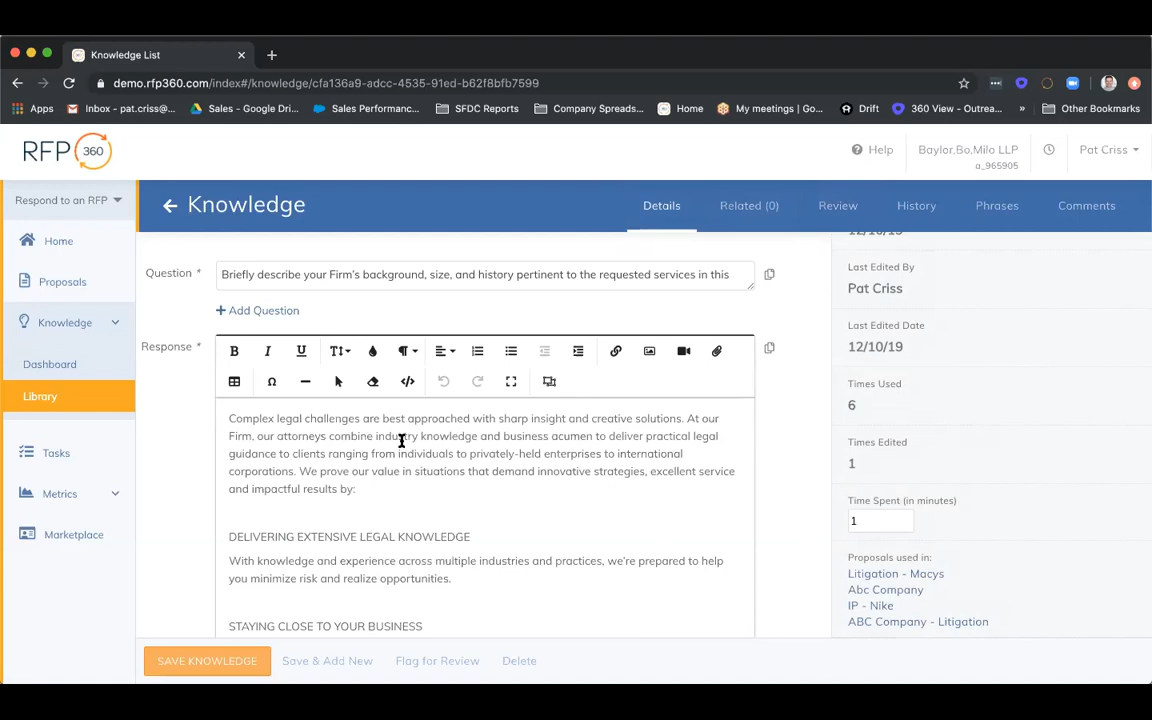 Knowledge List
demo.rfp360.com/index#/knowledge/cfa136a9-adcc-4535-91ed-b62f8bfb7599
Apps
Inbox - pat.criss@...
Sales - Google Dri...
Sales Performanc...
SFDC Reports
Company Spreads...
Home
My meetings | Go...
Drift
360 View - Outrea...
»
Other Bookmarks
RFP 360
Help
Baylor,Bo,Milo LLP
a_965905
Pat Criss
Respond to an RFP
Home
Proposals
Knowledge
Dashboard
Library
Tasks
Metrics
Marketplace
Knowledge
Details
Related (0)
Review
History
Phrases
Comments
Question *
Briefly describe your Firm's background, size, and history pertinent to the requested services in this
+ Add Question
Response *
Complex legal challenges are best approached with sharp insight and creative solutions. At our
Firm, our attorneys combine industry knowledge and business acumen to deliver practical legal
guidance to clients ranging from individuals to privately-held enterprises to international
corporations. We prove our value in situations that demand innovative strategies, excellent service
and impactful results by:
DELIVERING EXTENSIVE LEGAL KNOWLEDGE
With knowledge and experience across multiple industries and practices, we're prepared to help
you minimize risk and realize opportunities.
STAYING CLOSE TO YOUR BUSINESS
Last Edited By
Pat Criss
Last Edited Date
12/10/19
Times Used
6
Times Edited
1
Time Spent (in minutes)
1
Proposals used in:
Litigation - Macys
Abc Company
IP - Nike
ABC Company - Litigation
SAVE KNOWLEDGE
Save & Add New
Flag for Review
Delete